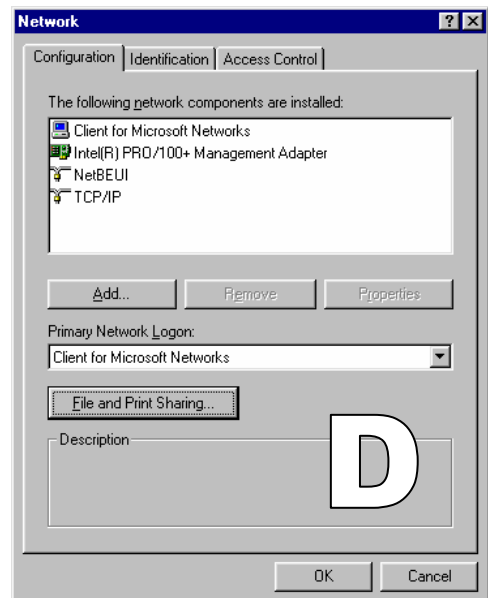 Network
Configuration Identification Access Control
The following network components are installed:
Client for Microsoft Networks
Intel(R) PRO/100+ Management Adapter
NetBEUI
TCP/IP
Add... Remove Properties
Primary Network Logon:
Client for Microsoft Networks
File and Print Sharing...
Description
D
OK Cancel